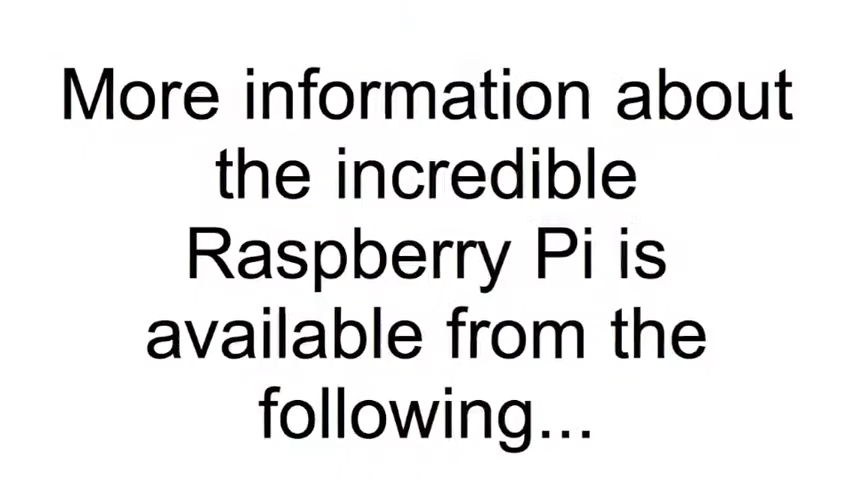 More information about
the incredible
Raspberry Pi is
available from the
following...